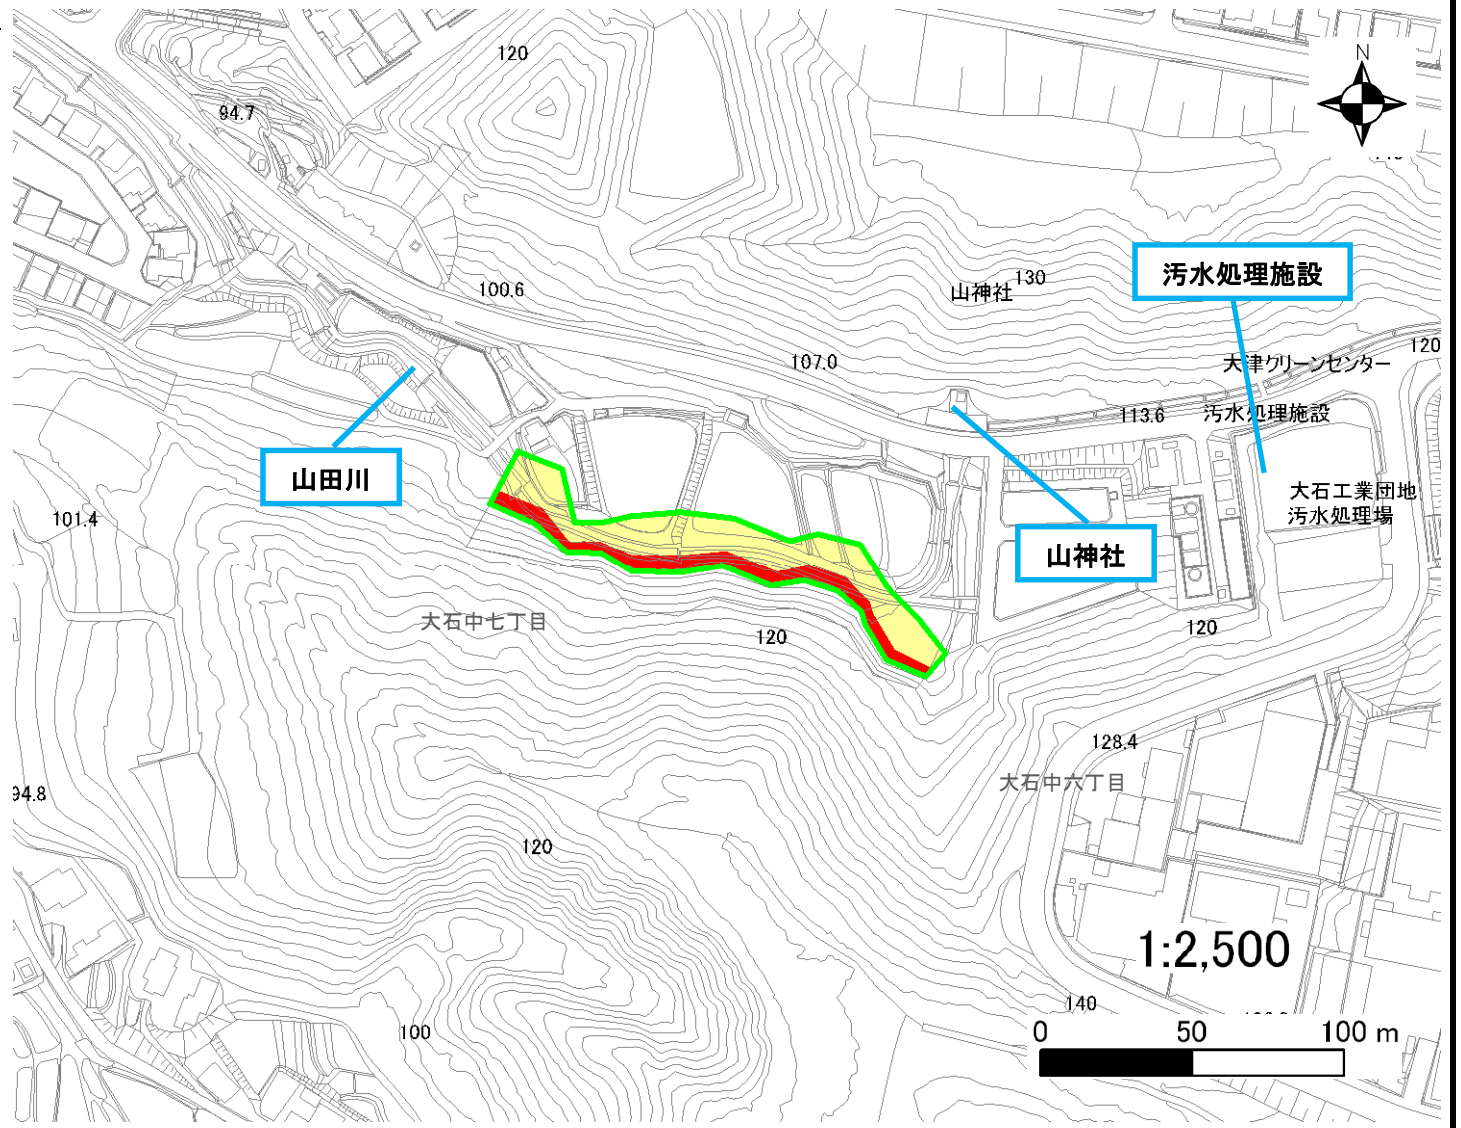 120
N
94.7
汚水処理施設
山神社
130
100.6
大津クリーンセンター
120
107.0
113.6
汚水処理施設
山田川
大石工業団地
汚水処理場
101.4
山神社
大石中七丁目
120
120
128.4
大石中六丁目
94.8
120
1:2,500
140
100
0 50 100 m